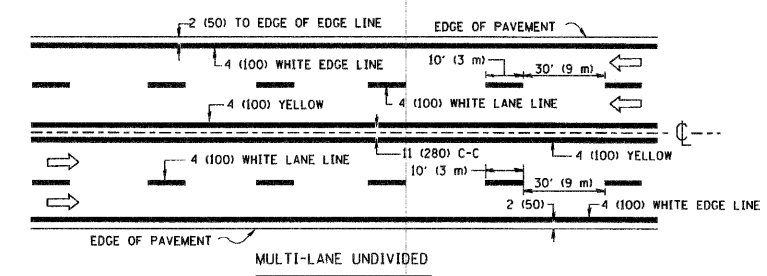 2 (50) TO EDGE OF EDGE LINE
EDGE OF PAVEMENT
4 (100) WHITE EDGE LINE
10' (3 m)
30' (9 m)
4 (100) YELLOW
4 (100) WHITE LANE LINE
℄
4 (100) WHITE LANE LINE
11 (280) C-C
4 (100) YELLOW
10' (3 m)
30' (9 m)
2 (50)
4 (100) WHITE EDGE LINE
EDGE OF PAVEMENT
MULTI-LANE UNDIVIDED